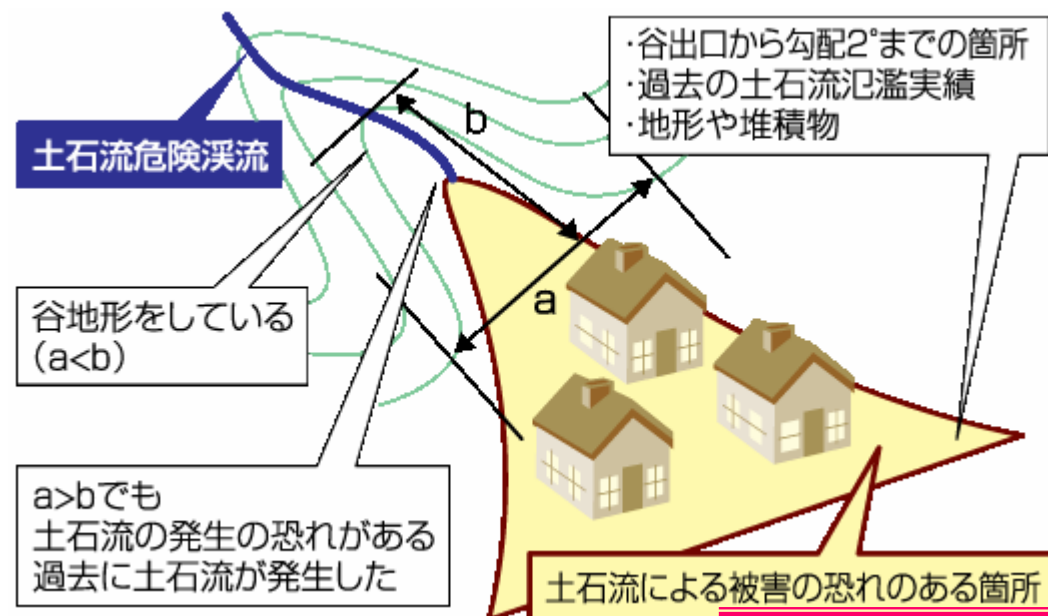 ・谷出口から勾配2°までの箇所
・過去の土石流氾濫実績
・地形や堆積物
b
土石流危険渓流
a
谷地形をしている
(a<b)
a>bでも
土石流の発生の恐れがある
過去に土石流が発生した
土石流による被害の恐れのある箇所